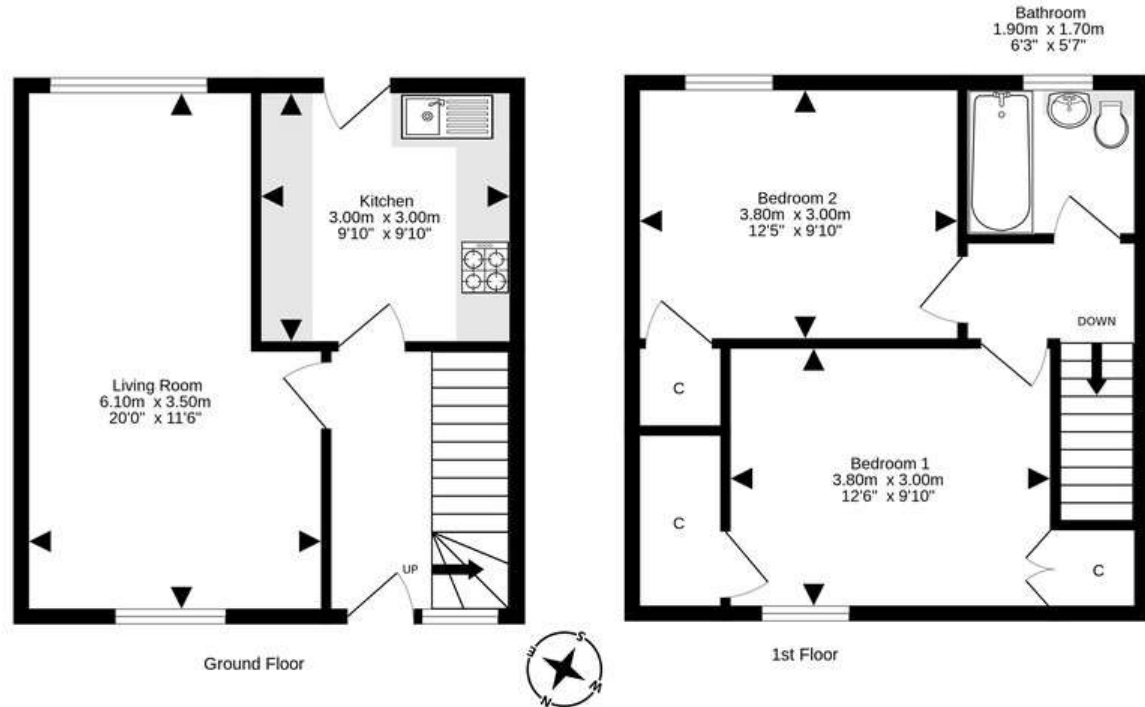 Bathroom
1.90m x 1.70m
6'3" x 5'7"
Kitchen
3.00m x 3.00m
9'10" x 9'10"
Living Room
6.10m x 3.50m
20'0" x 11'6"
UP
Ground Floor
Bedroom 2
3.80m x 3.00m
12'5" x 9'10"
DOWN
C
Bedroom 1
3.80m x 3.00m
12'6" x 9'10"
C
C
1st Floor
S
E
W
N